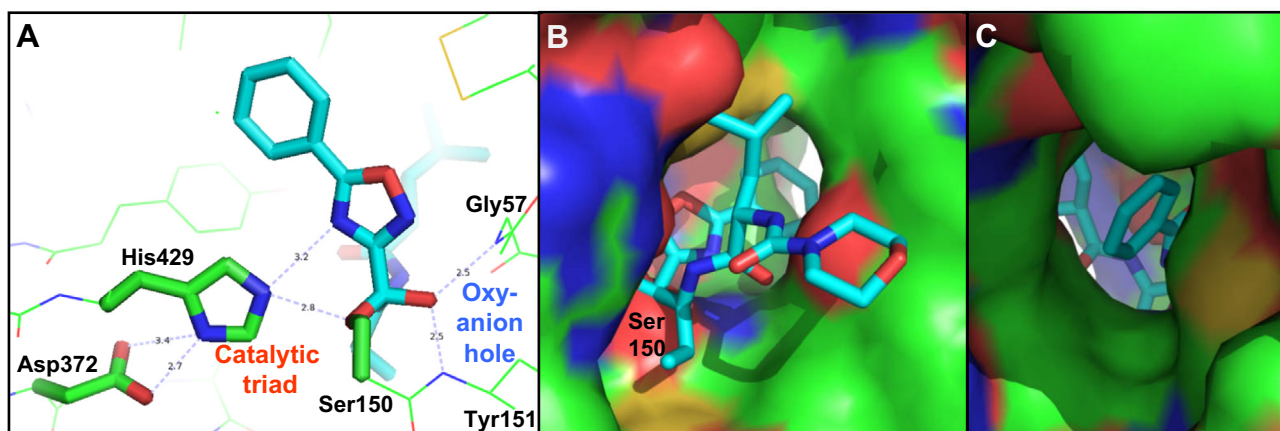 A
B
C
Gly57
His429
3.2
2.5
2.8
Oxy-
anion
hole
2.5
3.4
Catalytic
triad
Asp372
2.7
Ser150
Tyr151
Ser
150